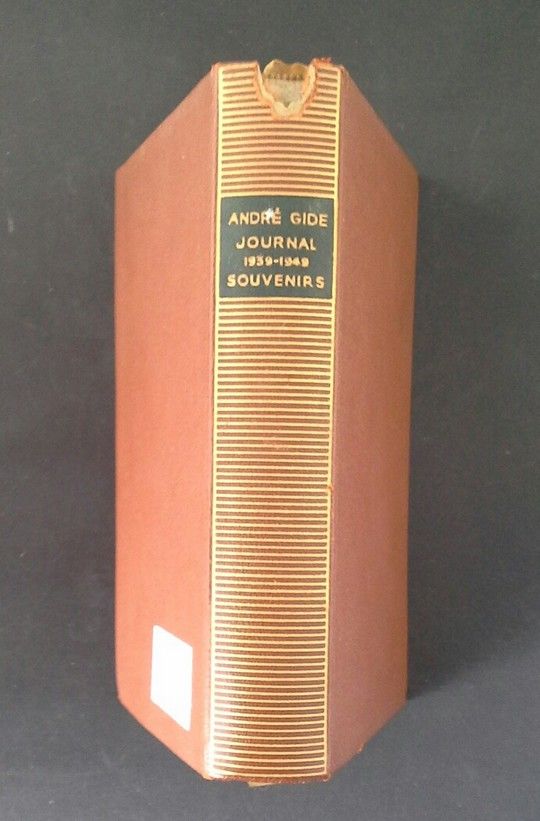 ANDRÉ GIDE
JOURNAL
1939-1949
SOUVENIRS